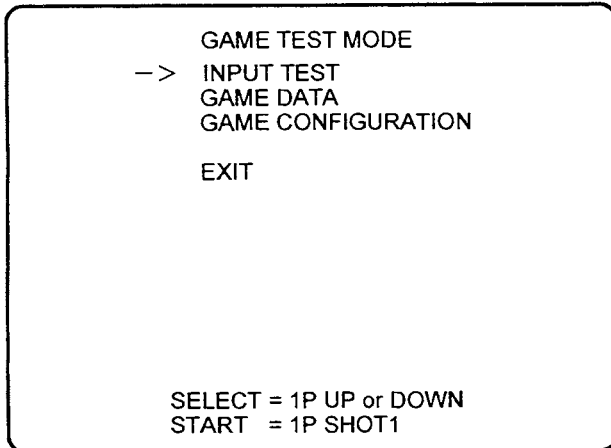 GAME TEST MODE
—> INPUT TEST
GAME DATA
GAME CONFIGURATION
EXIT
SELECT = 1P UP or DOWN
START = 1P SHOT1